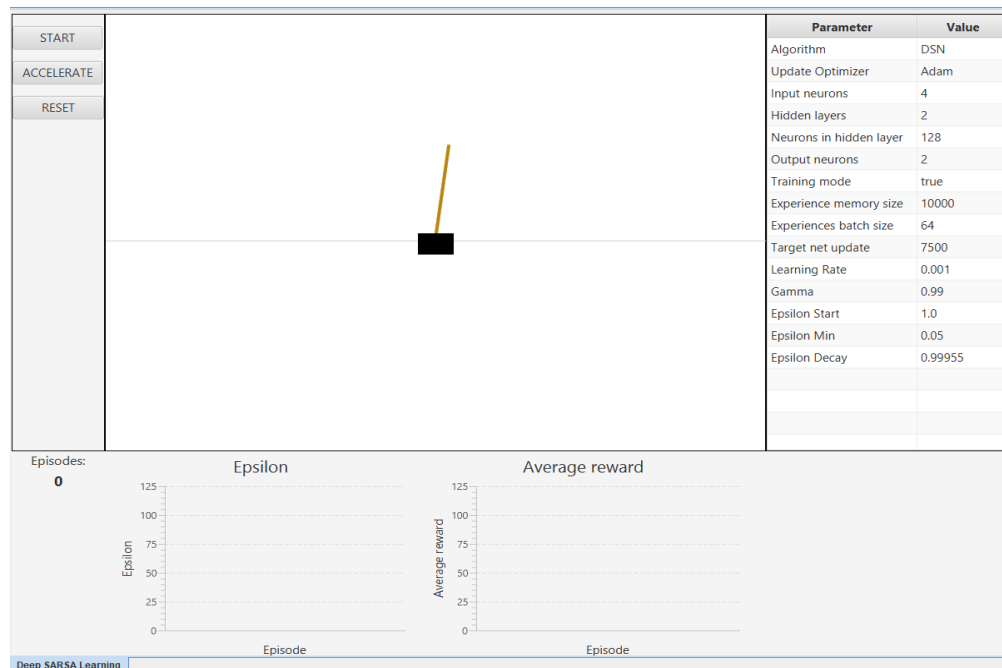 START
ACCELERATE
RESET
Parameter Value
Algorithm DSN
Update Optimizer Adam
Input neurons 4
Hidden layers 2
Neurons in hidden layer 128
Output neurons 2
Training mode true
Experience memory size 10000
Experiences batch size 64
Target net update 7500
Learning Rate 0.001
Gamma 0.99
Epsilon Start 1.0
Epsilon Min 0.05
Epsilon Decay 0.99955
Episodes:
0
Epsilon
125
100
75
50
25
0
Epsilon
Episode
Average reward
125
100
75
50
25
0
Average reward
Episode
Deep SARSA Learning